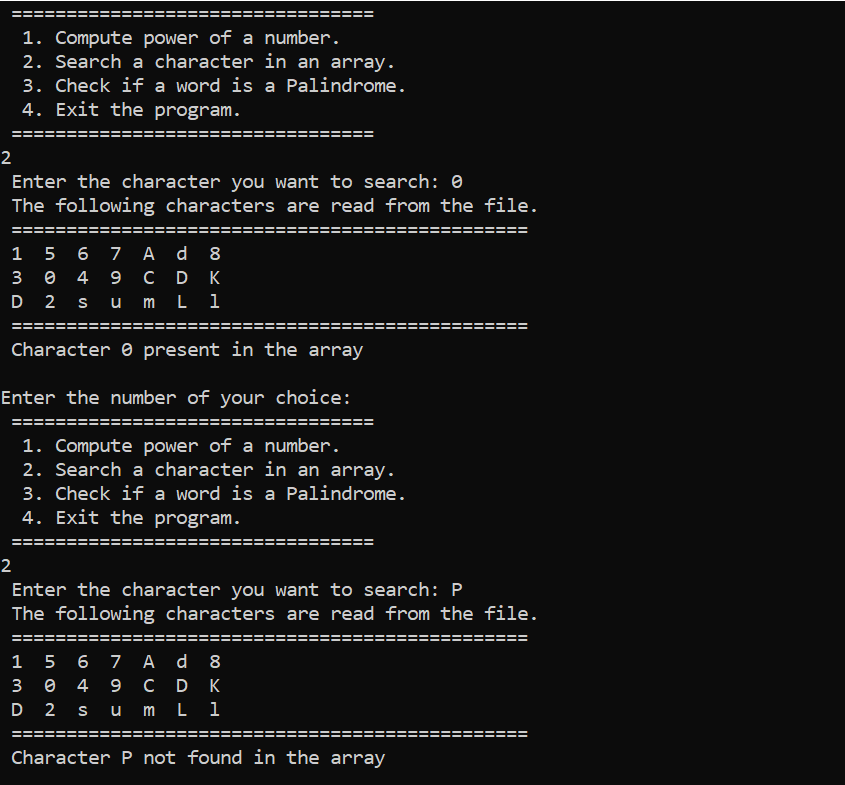 =================================
1. Compute power of a number.
2. Search a character in an array.
3. Check if a word is a Palindrome.
4. Exit the program.
=================================
2
Enter the character you want to search: 0
The following characters are read from the file.
===============================================
1  5  6  7  A  d  8
3  0  4  9  C  D  K
D  2  s  u  m  L  l
===============================================
Character 0 present in the array
Enter the number of your choice:
=================================
1. Compute power of a number.
2. Search a character in an array.
3. Check if a word is a Palindrome.
4. Exit the program.
=================================
2
Enter the character you want to search: P
The following characters are read from the file.
===============================================
1  5  6  7  A  d  8
3  0  4  9  C  D  K
D  2  s  u  m  L  l
===============================================
Character P not found in the array